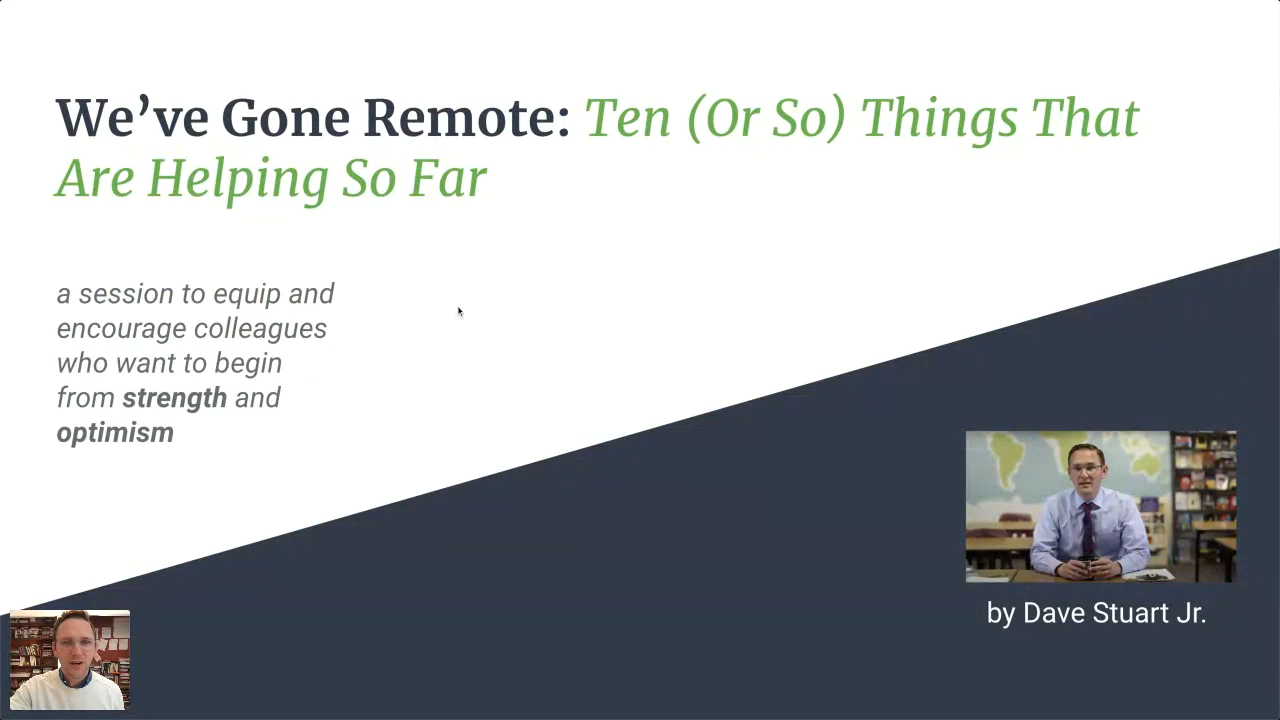 We’ve Gone Remote: Ten (Or So) Things That
Are Helping So Far
a session to equip and
encourage colleagues
who want to begin
from strength and
optimism
by Dave Stuart Jr.